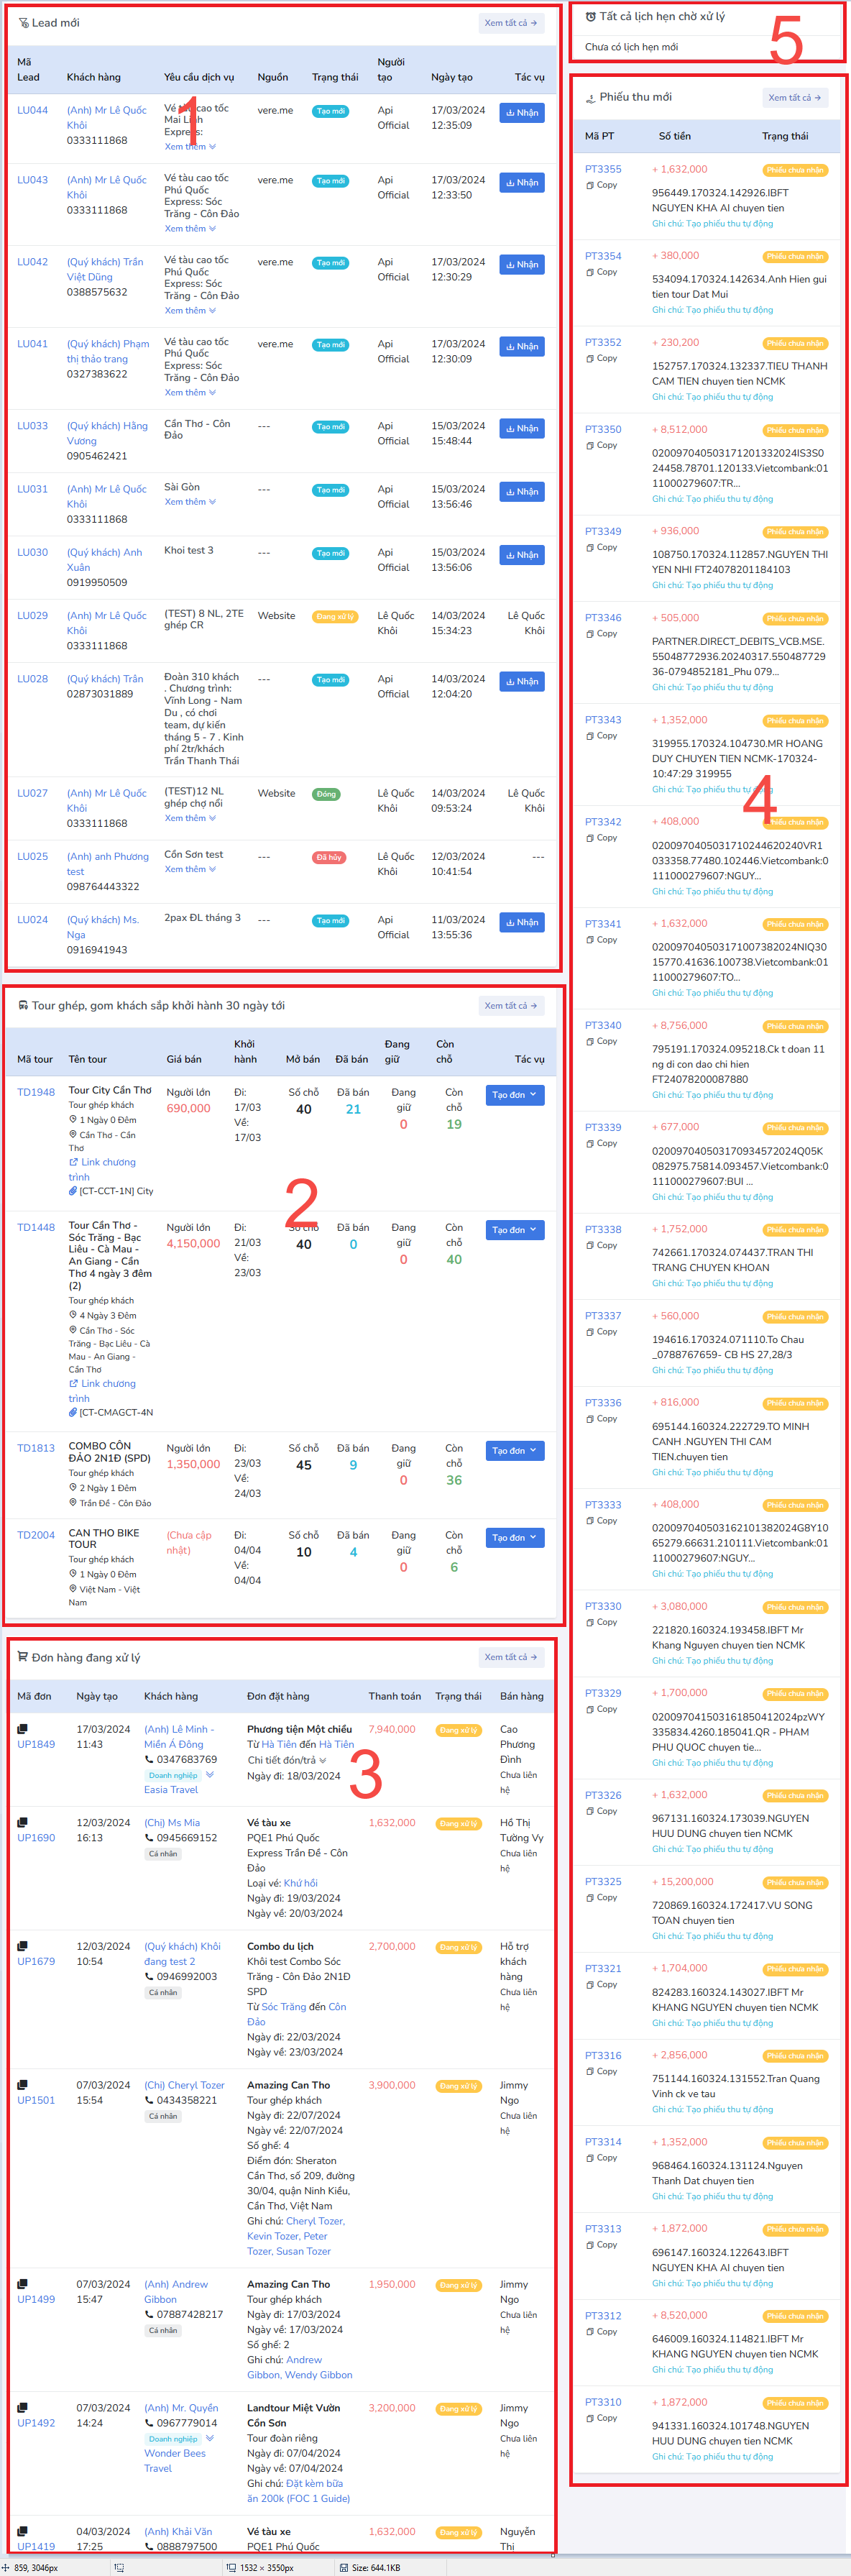 Lead mới
Xem tất cả →
Mã Lead Khách hàng Yêu cầu dịch vụ Nguồn Trạng thái Người tạo Ngày tạo Tác vụ
1
LU044 (Anh) Mr Lê Quốc Khôi 0333111868
Vé tàu cao tốc Mai Linh Express:
Xem thêm
vere.me Tạo mới Api Official 17/03/2024 12:35:09 Nhận
LU043 (Anh) Mr Lê Quốc Khôi 0333111868
Vé tàu cao tốc Phú Quốc Express: Sóc Trăng - Côn Đảo
Xem thêm
vere.me Tạo mới Api Official 17/03/2024 12:33:50 Nhận
LU042 (Quý khách) Trần Việt Dũng 0388575632
Vé tàu cao tốc Phú Quốc Express: Sóc Trăng - Côn Đảo
Xem thêm
vere.me Tạo mới Api Official 17/03/2024 12:30:29 Nhận
LU041 (Quý khách) Phạm thị thảo trang 0327383622
Vé tàu cao tốc Phú Quốc Express: Sóc Trăng - Côn Đảo
Xem thêm
vere.me Tạo mới Api Official 17/03/2024 12:30:09 Nhận
LU033 (Quý khách) Hằng Vương 0905462421
Cần Thơ - Côn Đảo
--- Tạo mới Api Official 15/03/2024 15:48:44 Nhận
LU031 (Anh) Mr Lê Quốc Khôi 0333111868
Sài Gòn
Xem thêm
--- Tạo mới Api Official 15/03/2024 13:56:46 Nhận
LU030 (Quý khách) Anh Xuân 0919950509
Khoi test 3
--- Tạo mới Api Official 15/03/2024 13:56:06 Nhận
LU029 (Anh) Mr Lê Quốc Khôi 0333111868
(TEST) 8 NL, 2TE ghép CR
Website Đang xử lý Lê Quốc Khôi 14/03/2024 15:34:23 Lê Quốc Khôi
LU028 (Quý khách) Trân 02873031889
Đoàn 310 khách . Chương trình: Vĩnh Long - Nam Du , có chơi team, dự kiến tháng 5 - 7 . Kinh phí 2tr/khách Trần Thanh Thái
--- Tạo mới Api Official 14/03/2024 12:04:20 Nhận
LU027 (Anh) Mr Lê Quốc Khôi 0333111868
(TEST)12 NL ghép chợ nổi
Xem thêm
Website Đóng Lê Quốc Khôi 14/03/2024 09:53:24 Lê Quốc Khôi
LU025 (Anh) anh Phương test 098764443322
Cồn Sơn test
Xem thêm
--- Đã hủy Lê Quốc Khôi 12/03/2024 10:41:54 ---
LU024 (Quý khách) Ms. Nga 0916941943
2pax ĐL tháng 3
--- Tạo mới Api Official 11/03/2024 13:55:36 Nhận
Tour ghép, gom khách sắp khởi hành 30 ngày tới
Xem tất cả →
Mã tour Tên tour Giá bán Khởi hành Mở bán Đã bán Đang giữ Còn chỗ Tác vụ
2
TD1948 Tour City Cần Thơ
Tour ghép khách
1 Ngày 0 Đêm
Cần Thơ - Cần Thơ
Link chương trình
[CT-CCT-1N] City
Người lớn 690,000 Đi: 17/03 Về: 17/03 Số chỗ 40 Đã bán 21 Đang giữ 0 Còn chỗ 19 Tạo đơn
TD1448 Tour Cần Thơ - Sóc Trăng - Bạc Liêu - Cà Mau - An Giang - Cần Thơ 4 ngày 3 đêm (2)
Tour ghép khách
4 Ngày 3 Đêm
Cần Thơ - Sóc Trăng - Bạc Liêu - Cà Mau - An Giang - Cần Thơ
Link chương trình
[CT-CMAGCT-4N
Người lớn 4,150,000 Đi: 21/03 Về: 23/03 Số chỗ 40 Đã bán 0 Đang giữ 0 Còn chỗ 40 Tạo đơn
TD1813 COMBO CÔN ĐẢO 2N1Đ (SPD)
Tour ghép khách
2 Ngày 1 Đêm
Trần Đề - Côn Đảo
Người lớn 1,350,000 Đi: 23/03 Về: 24/03 Số chỗ 45 Đã bán 9 Đang giữ 0 Còn chỗ 36 Tạo đơn
TD2004 CAN THO BIKE TOUR
Tour ghép khách
1 Ngày 0 Đêm
Việt Nam - Việt Nam
(Chưa cập nhật) Đi: 04/04 Về: 04/04 Số chỗ 10 Đã bán 4 Đang giữ 0 Còn chỗ 6 Tạo đơn
Đơn hàng đang xử lý
Xem tất cả →
Mã đơn Ngày tạo Khách hàng Đơn đặt hàng Thanh toán Trạng thái Bán hàng
3
UP1849 17/03/2024 11:43
(Anh) Lê Minh - Miền Á Đông
0347683769
Doanh nghiệp
Easia Travel
Phương tiện Một chiều
Từ Hà Tiên đến Hà Tiên
Chi tiết đón/trả
Ngày đi: 18/03/2024
7,940,000 Đang xử lý Cao Phương Đình Chưa liên hệ
UP1690 12/03/2024 16:13
(Chị) Ms Mia
0945669152
Cá nhân
Vé tàu xe
PQE1 Phú Quốc Express Trần Đề - Côn Đảo
Loại vé: Khứ hồi
Ngày đi: 19/03/2024
Ngày về: 20/03/2024
1,632,000 Đang xử lý Hồ Thị Tường Vy Chưa liên hệ
UP1679 12/03/2024 10:54
(Quý khách) Khôi đang test 2
0946992003
Cá nhân
Combo du lịch
Khôi test Combo Sóc Trăng - Côn Đảo 2N1Đ SPD
Từ Sóc Trăng đến Côn Đảo
Ngày đi: 22/03/2024
Ngày về: 23/03/2024
2,700,000 Đang xử lý Hỗ trợ khách hàng Chưa liên hệ
UP1501 07/03/2024 15:54
(Chị) Cheryl Tozer
0434358221
Cá nhân
Amazing Can Tho
Tour ghép khách
Ngày đi: 22/07/2024
Ngày về: 22/07/2024
Số ghế: 4
Điểm đón: Sheraton Cần Thơ, số 209, đường 30/04, quận Ninh Kiều, Cần Thơ, Việt Nam
Ghi chú: Cheryl Tozer, Kevin Tozer, Peter Tozer, Susan Tozer
3,900,000 Đang xử lý Jimmy Ngo Chưa liên hệ
UP1499 07/03/2024 15:47
(Anh) Andrew Gibbon
07887428217
Cá nhân
Amazing Can Tho
Tour ghép khách
Ngày đi: 17/03/2024
Ngày về: 17/03/2024
Số ghế: 2
Ghi chú: Andrew Gibbon, Wendy Gibbon
1,950,000 Đang xử lý Jimmy Ngo Chưa liên hệ
UP1492 07/03/2024 14:24
(Anh) Mr. Quyền
0967779014
Doanh nghiệp
Wonder Bees Travel
Landtour Miệt Vườn Cồn Sơn
Tour đoàn riêng
Ngày đi: 07/04/2024
Ngày về: 07/04/2024
Ghi chú: Đặt kèm bữa ăn 200k (FOC 1 Guide)
3,200,000 Đang xử lý Jimmy Ngo Chưa liên hệ
UP1419 04/03/2024 17:25
(Anh) Khải Văn
0888797500
Vé tàu xe
PQE1 Phú Quốc
1,632,000 Đang xử lý Nguyễn Thị
Tất cả lịch hẹn chờ xử lý
Chưa có lịch hẹn mới
5
Phiếu thu mới
Xem tất cả →
Mã PT Số tiền Trạng thái
PT3355 + 1,632,000 Phiếu chưa nhận
Copy
956449.170324.142926.IBFT NGUYEN KHA AI chuyen tien
Ghi chú: Tạo phiếu thu tự động
PT3354 + 380,000 Phiếu chưa nhận
Copy
534094.170324.142634.Anh Hien gui tien tour Dat Mui
Ghi chú: Tạo phiếu thu tự động
PT3352 + 230,200 Phiếu chưa nhận
Copy
152757.170324.132337.TIEU THANH CAM TIEN chuyen tien NCMK
Ghi chú: Tạo phiếu thu tự động
PT3350 + 8,512,000 Phiếu chưa nhận
Copy
020097040503171201332024IS3S024458.78701.120133.Vietcombank:0111000279607:TR...
Ghi chú: Tạo phiếu thu tự động
PT3349 + 936,000 Phiếu chưa nhận
Copy
108750.170324.112857.NGUYEN THI YEN NHI FT24078201184103
Ghi chú: Tạo phiếu thu tự động
PT3346 + 505,000 Phiếu chưa nhận
Copy
PARTNER.DIRECT_DEBITS_VCB.MSE.55048772936.20240317.55048772936-0794852181_Phu 079...
Ghi chú: Tạo phiếu thu tự động
PT3343 + 1,352,000 Phiếu chưa nhận
Copy
319955.170324.104730.MR HOANG DUY CHUYEN TIEN NCMK-170324-10:47:29 319955
Ghi chú: Tạo phiếu thu tự động
4
PT3342 + 408,000 Phiếu chưa nhận
Copy
0200970405031710244620240VR1033358.77480.102446.Vietcombank:0111000279607:NGUY...
Ghi chú: Tạo phiếu thu tự động
PT3341 + 1,632,000 Phiếu chưa nhận
Copy
020097040503171007382024NIQ3015770.41636.100738.Vietcombank:0111000279607:TO...
Ghi chú: Tạo phiếu thu tự động
PT3340 + 8,756,000 Phiếu chưa nhận
Copy
795191.170324.095218.Ck t doan 11 ng di con dao chi hien FT24078200087880
Ghi chú: Tạo phiếu thu tự động
PT3339 + 677,000 Phiếu chưa nhận
Copy
020097040503170934572024Q05K082975.75814.093457.Vietcombank:0111000279607:BUI ...
Ghi chú: Tạo phiếu thu tự động
PT3338 + 1,752,000 Phiếu chưa nhận
Copy
742661.170324.074437.TRAN THI TRANG CHUYEN KHOAN
Ghi chú: Tạo phiếu thu tự động
PT3337 + 560,000 Phiếu chưa nhận
Copy
194616.170324.071110.To Chau _0788767659- CB HS 27,28/3
Ghi chú: Tạo phiếu thu tự động
PT3336 + 816,000 Phiếu chưa nhận
Copy
695144.160324.222729.TO MINH CANH .NGUYEN THI CAM TIEN.chuyen tien
Ghi chú: Tạo phiếu thu tự động
PT3333 + 408,000 Phiếu chưa nhận
Copy
020097040503162101382024G8Y1065279.66631.210111.Vietcombank:0111000279607:NGUY...
Ghi chú: Tạo phiếu thu tự động
PT3330 + 3,080,000 Phiếu chưa nhận
Copy
221820.160324.193458.IBFT Mr Khang Nguyen chuyen tien NCMK
Ghi chú: Tạo phiếu thu tự động
PT3329 + 1,700,000 Phiếu chưa nhận
Copy
020097041503161850412024pzWY335834.4260.185041.QR - PHAM PHU QUOC chuyen tie...
Ghi chú: Tạo phiếu thu tự động
PT3326 + 1,632,000 Phiếu chưa nhận
Copy
967131.160324.173039.NGUYEN HUU DUNG chuyen tien NCMK
Ghi chú: Tạo phiếu thu tự động
PT3325 + 15,200,000 Phiếu chưa nhận
Copy
720869.160324.172417.VU SONG TOAN chuyen tien
Ghi chú: Tạo phiếu thu tự động
PT3321 + 1,704,000 Phiếu chưa nhận
Copy
824283.160324.143027.IBFT Mr KHANG NGUYEN chuyen tien NCMK
Ghi chú: Tạo phiếu thu tự động
PT3316 + 2,856,000 Phiếu chưa nhận
Copy
751144.160324.131552.Tran Quang Vinh ck ve tau
Ghi chú: Tạo phiếu thu tự động
PT3314 + 1,352,000 Phiếu chưa nhận
Copy
968464.160324.131124.Nguyen Thanh Dat chuyen tien
Ghi chú: Tạo phiếu thu tự động
PT3313 + 1,872,000 Phiếu chưa nhận
Copy
696147.160324.122643.IBFT NGUYEN KHA AI chuyen tien
Ghi chú: Tạo phiếu thu tự động
PT3312 + 8,520,000 Phiếu chưa nhận
Copy
646009.160324.114821.IBFT Mr KHANG NGUYEN chuyen tien NCMK
Ghi chú: Tạo phiếu thu tự động
PT3310 + 1,872,000 Phiếu chưa nhận
Copy
941331.160324.101748.NGUYEN HUU DUNG chuyen tien NCMK
Ghi chú: Tạo phiếu thu tự động
859, 3046px
1532 × 3550px
Size: 644.1KB